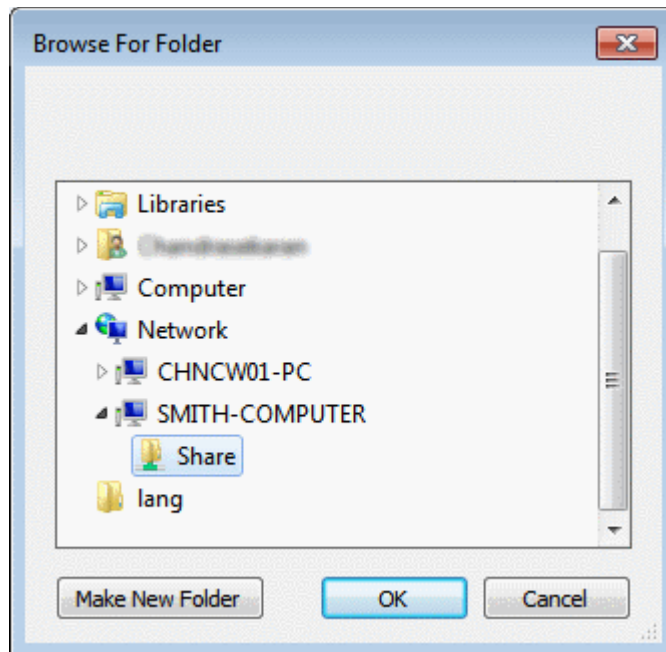 Browse For Folder
Libraries
Computer
Network
CHNCW01-PC
SMITH-COMPUTER
Share
lang
Make New Folder
OK
Cancel